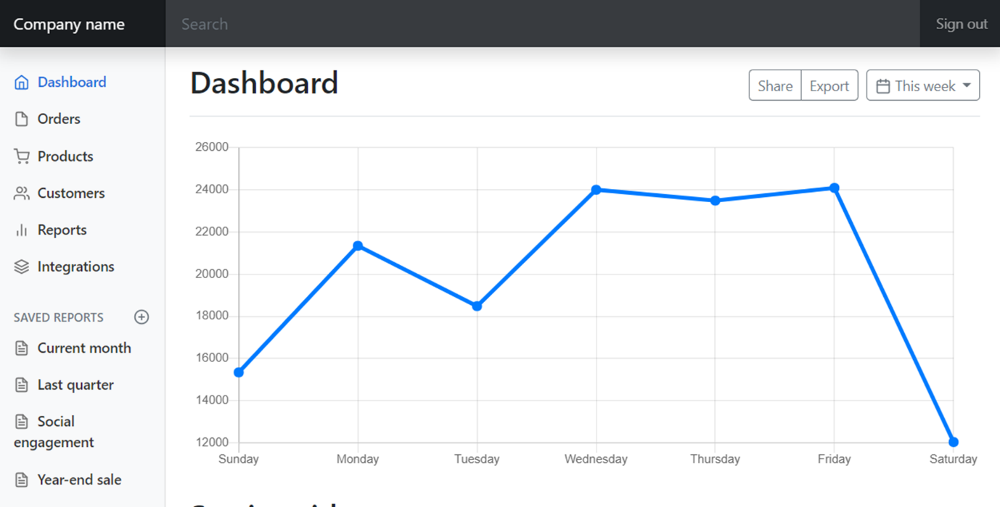 Company name
Search
Sign out
Dashboard
Orders
Products
Customers
Reports
Integrations
SAVED REPORTS
Current month
Last quarter
Social
engagement
Year-end sale
Dashboard
Share
Export
This week
26000
24000
22000
20000
18000
16000
14000
12000
Sunday
Monday
Tuesday
Wednesday
Thursday
Friday
Saturday